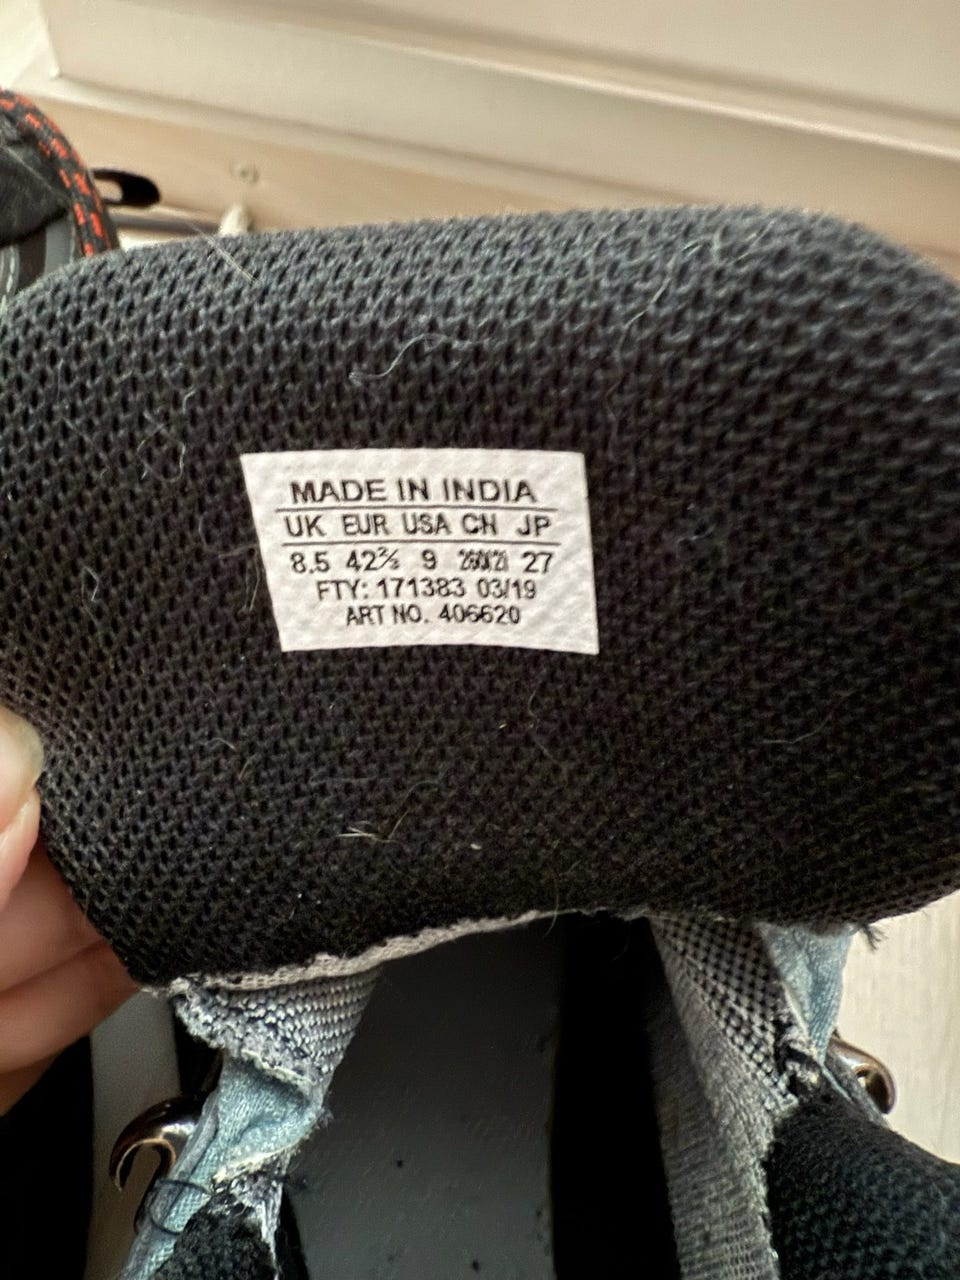 MADE IN INDIA
UK EUR USA CN JP
8.5 42⅔ 9 27
FTY: 171383 03/19
ART NO. 406620